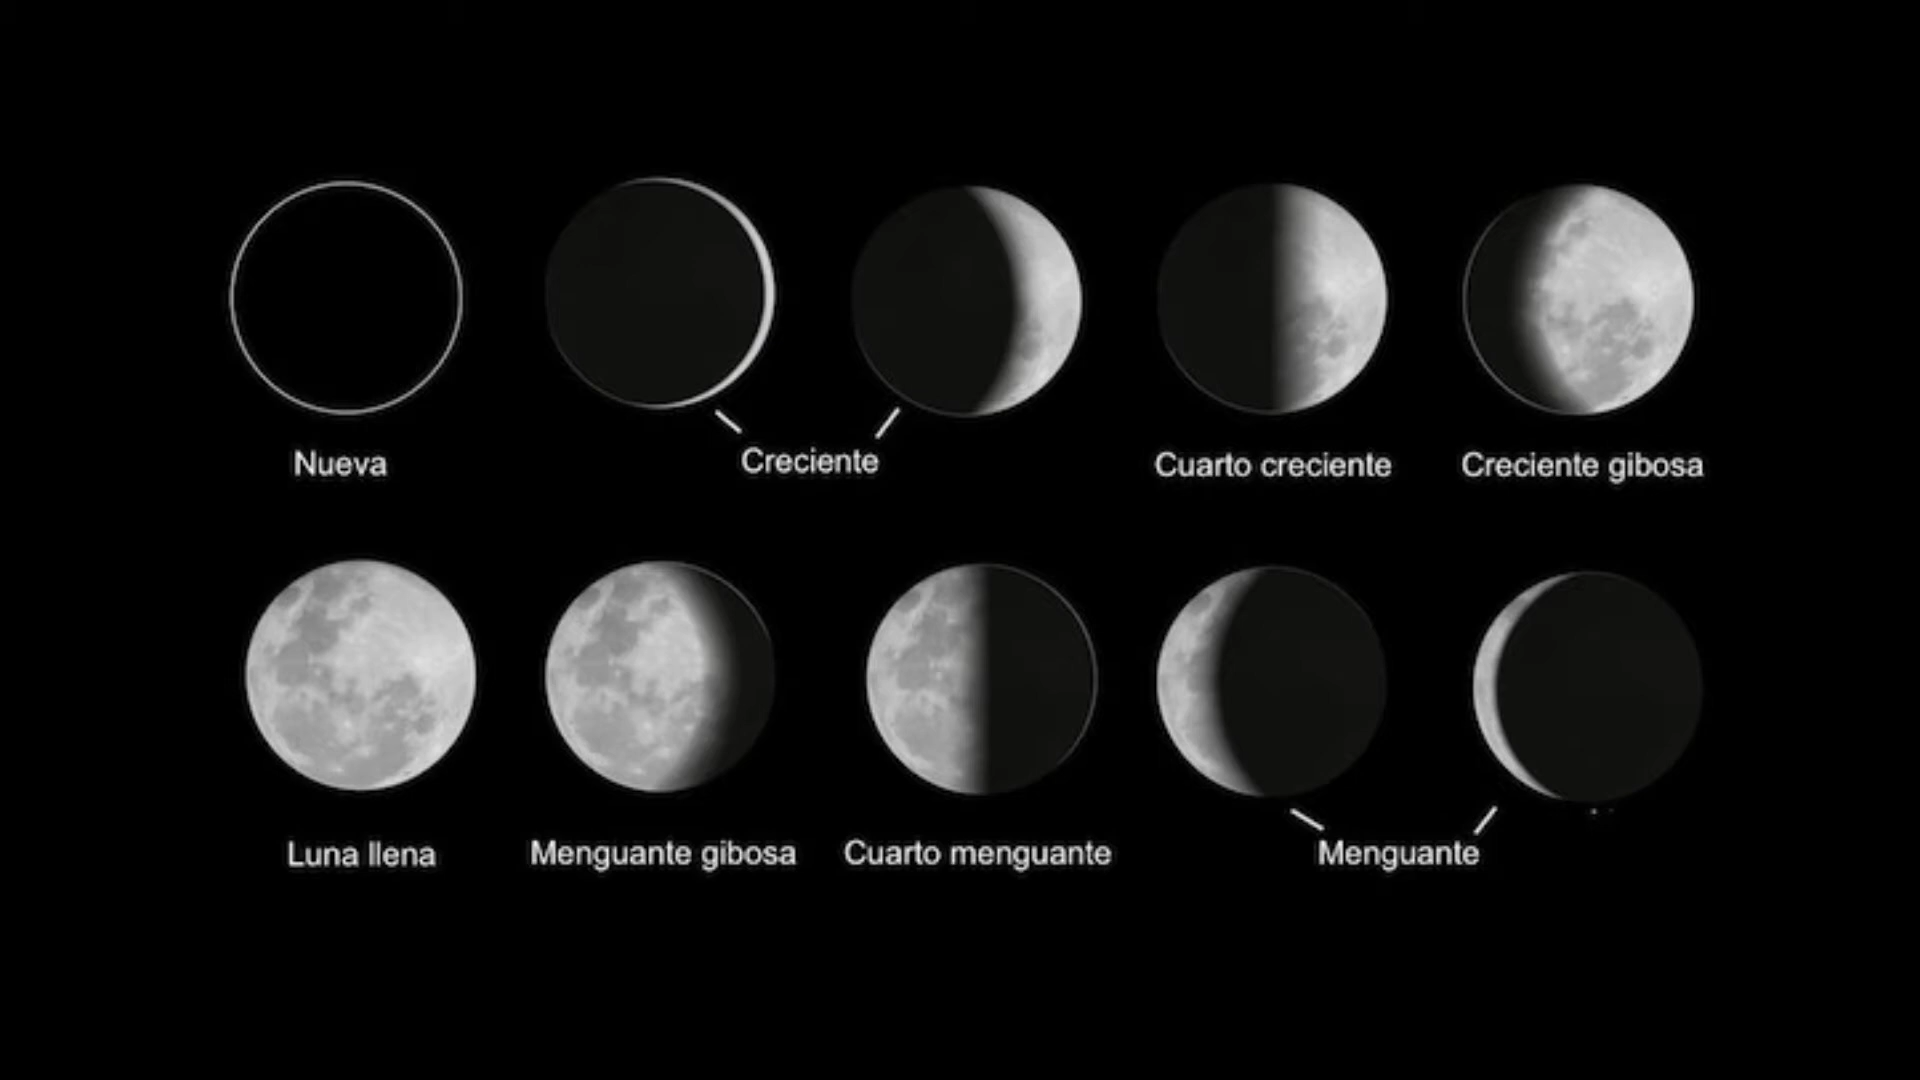 Nueva
Creciente
Cuarto creciente
Creciente gibosa
Luna llena
Menguante gibosa
Cuarto menguante
Menguante